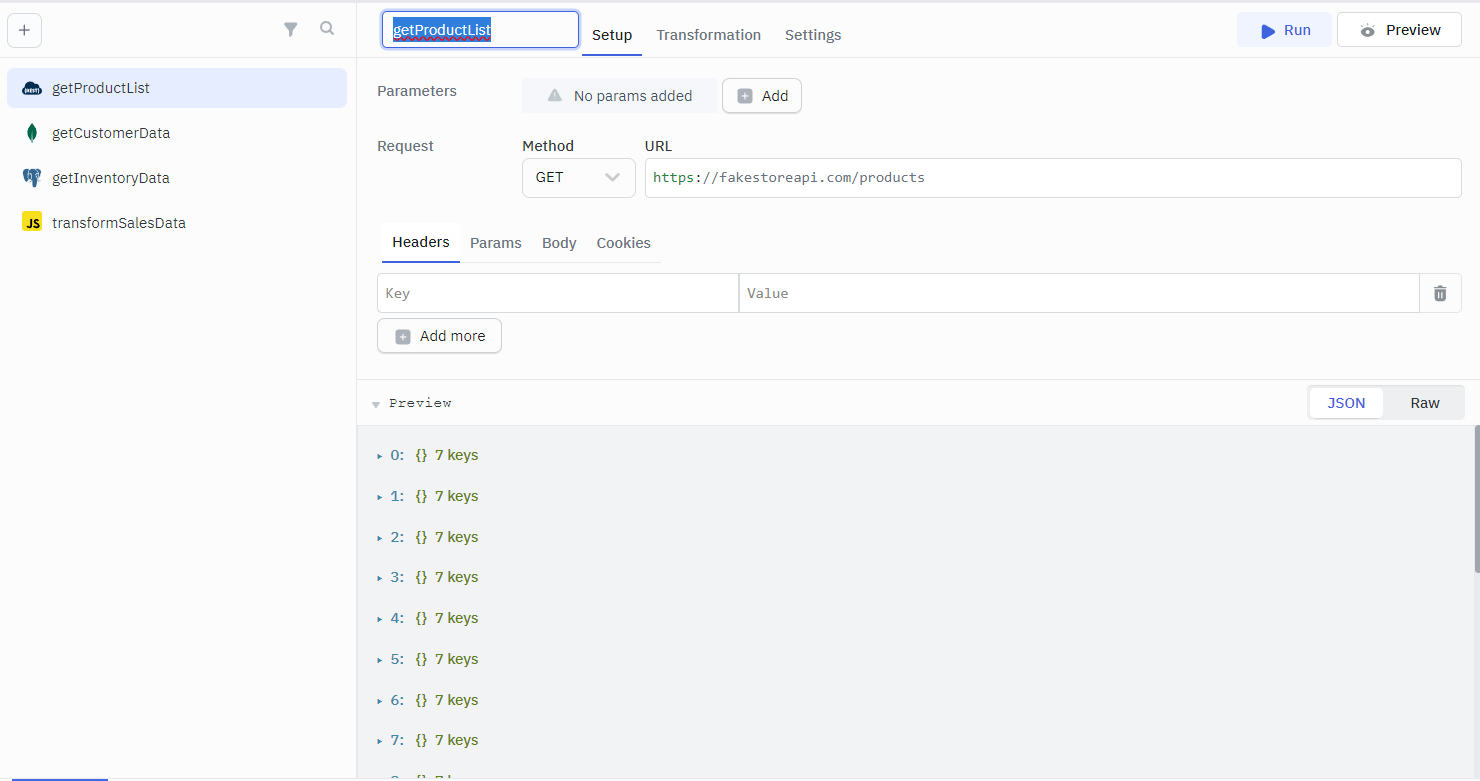 getProductList
Setup
Transformation
Settings
Run
Preview
getProductList
getCustomerData
getInventoryData
JS
transformSalesData
Parameters
No params added
Add
Request
Method
URL
GET
https://fakestoreapi.com/products
Headers
Params
Body
Cookies
Key
Value
Add more
Preview
JSON
Raw
0: {} 7 keys
1: {} 7 keys
2: {} 7 keys
3: {} 7 keys
4: {} 7 keys
5: {} 7 keys
6: {} 7 keys
7: {} 7 keys